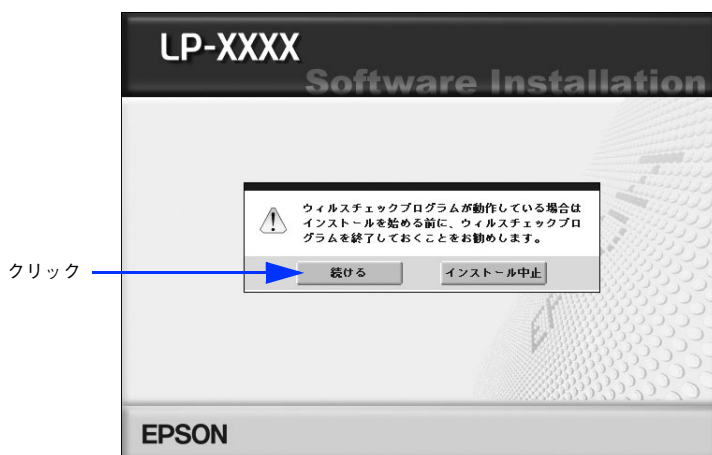 LP-XXXX
Software Installation
ウィルスチェックプログラムが動作している場合は
インストールを始める前に、ウィルスチェックプロ
グラムを終了しておくことをお勧めします。
クリック
続ける
インストール中止
EPSON